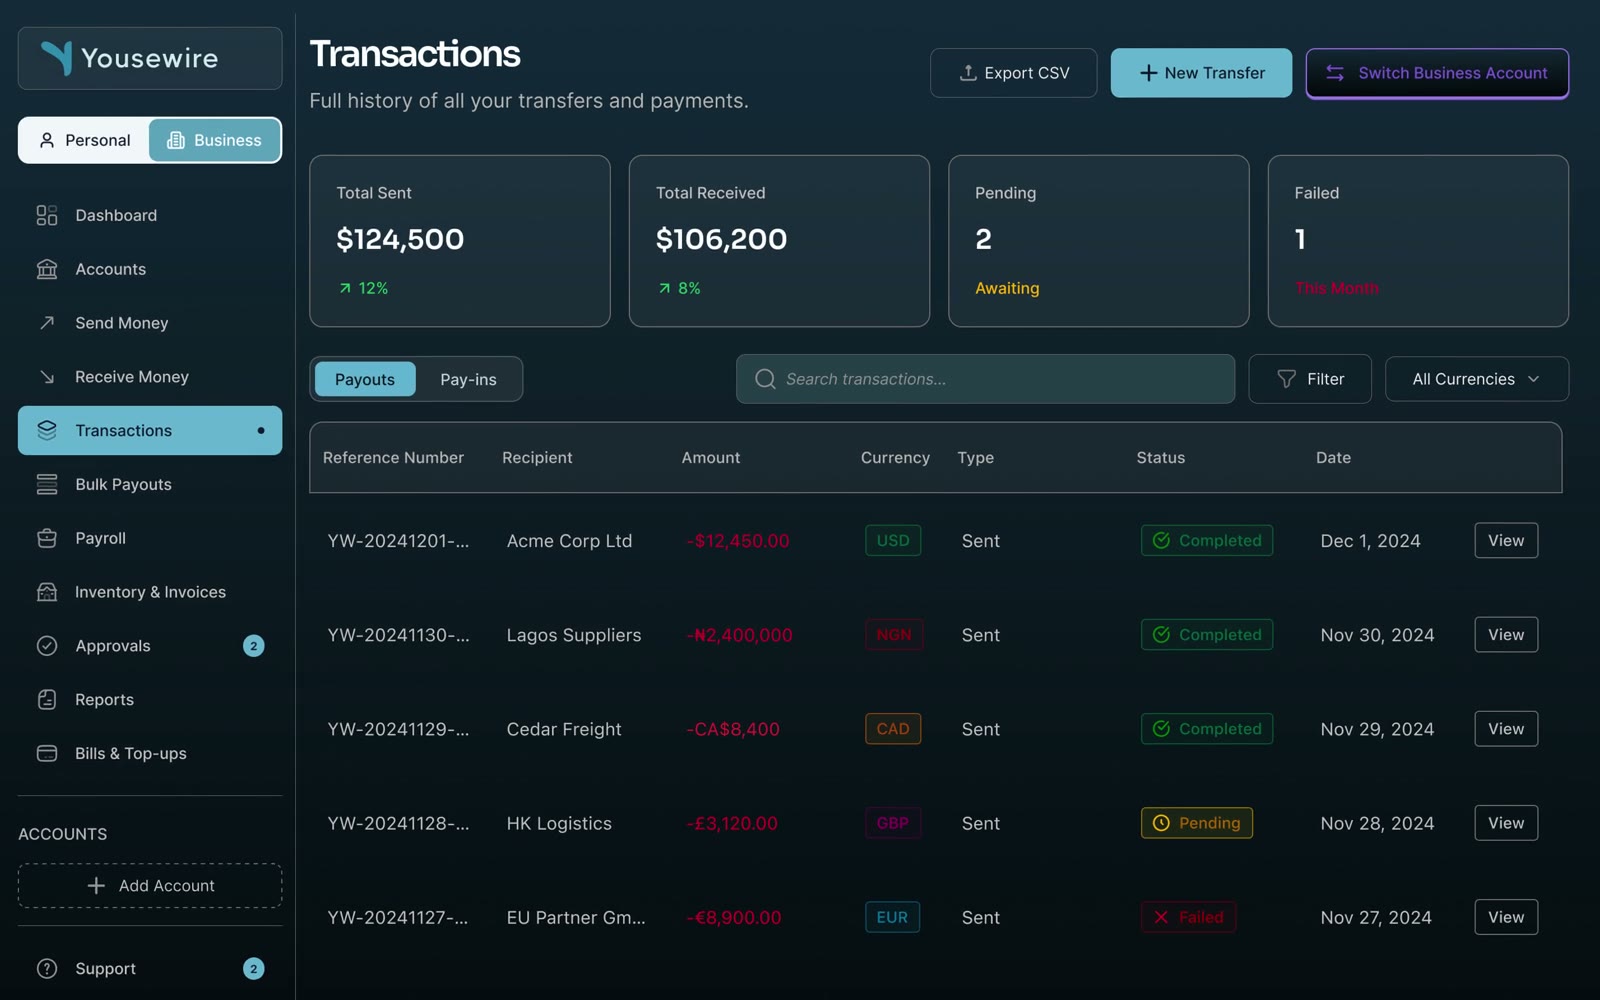 Yousewire
Personal
Business
Dashboard
Accounts
Send Money
Receive Money
Transactions
Bulk Payouts
Payroll
Inventory & Invoices
Approvals 2
Reports
Bills & Top-ups
ACCOUNTS
Add Account
Support 2
Transactions
Full history of all your transfers and payments.
Export CSV
New Transfer
Switch Business Account
Total Sent
$124,500
12%
Total Received
$106,200
8%
Pending
2
Awaiting
Failed
1
This Month
Payouts
Pay-ins
Search transactions...
Filter
All Currencies
Reference Number Recipient Amount Currency Type Status Date
YW-20241201-... Acme Corp Ltd -$12,450.00 USD Sent Completed Dec 1, 2024 View
YW-20241130-... Lagos Suppliers -₦2,400,000 NGN Sent Completed Nov 30, 2024 View
YW-20241129-... Cedar Freight -CA$8,400 CAD Sent Completed Nov 29, 2024 View
YW-20241128-... HK Logistics -£3,120.00 GBP Sent Pending Nov 28, 2024 View
YW-20241127-... EU Partner Gm... -€8,900.00 EUR Sent Failed Nov 27, 2024 View